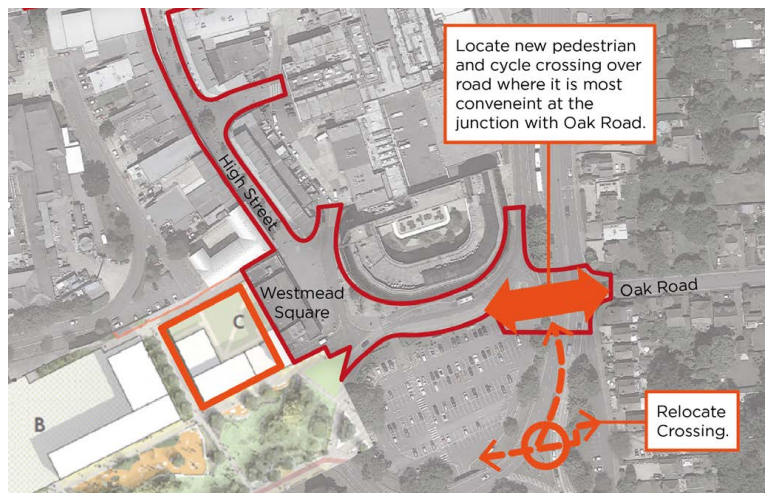 Locate new pedestrian
and cycle crossing over
road where it is most
conveneint at the
junction with Oak Road.
High Street
Westmead
Square
Oak Road
C
B
Relocate
Crossing.